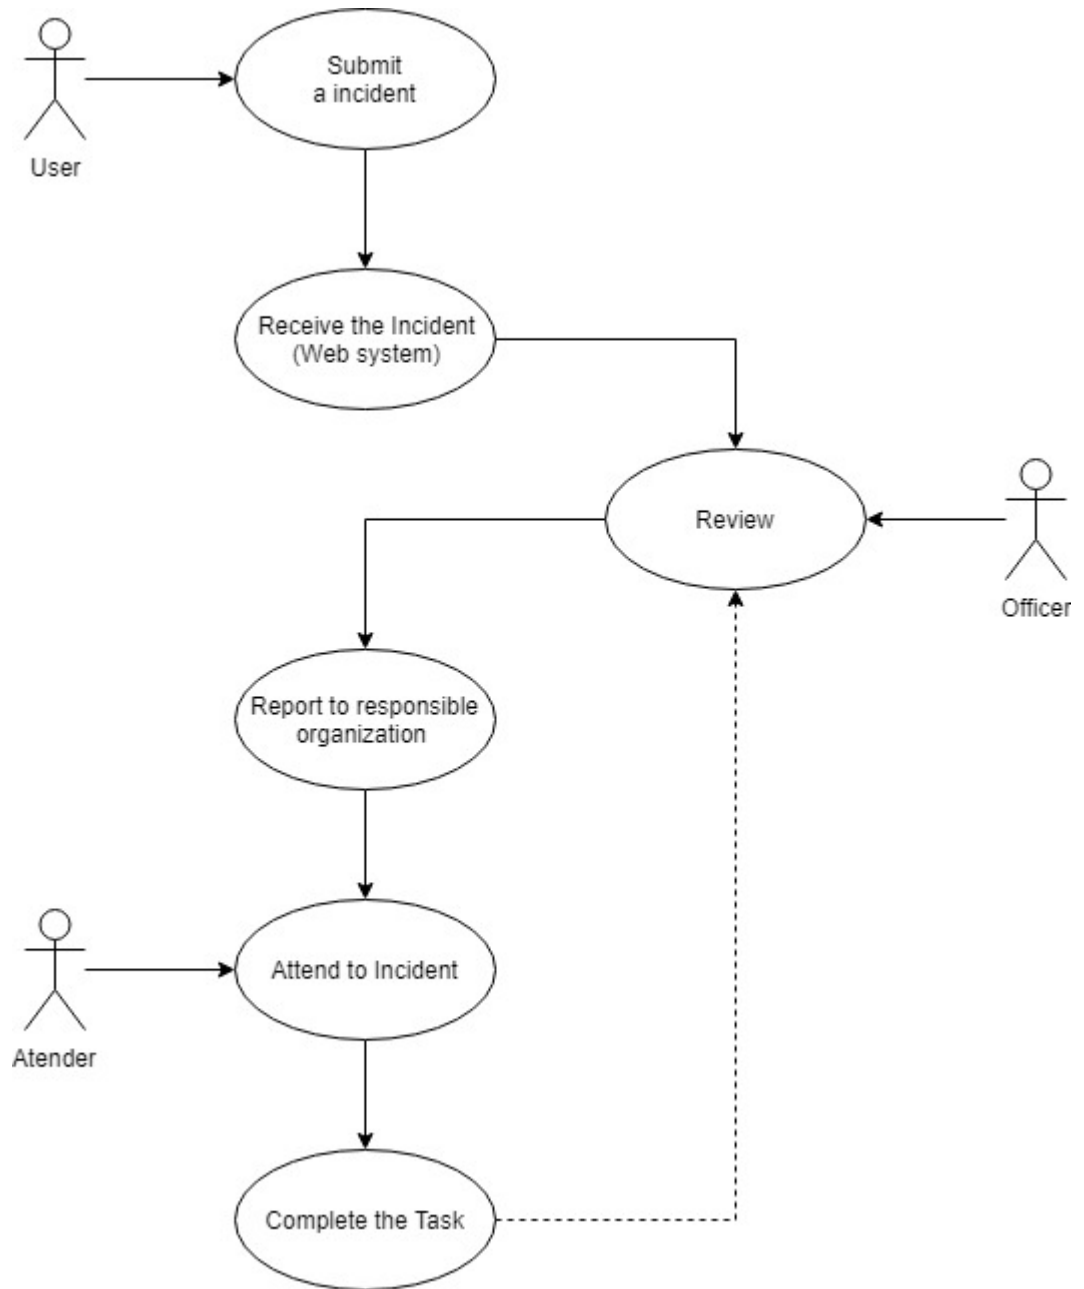 Submit
a incident
User
Receive the Incident
(Web system)
Review
Officer
Report to responsible
organization
Attend to Incident
Atender
Complete the Task